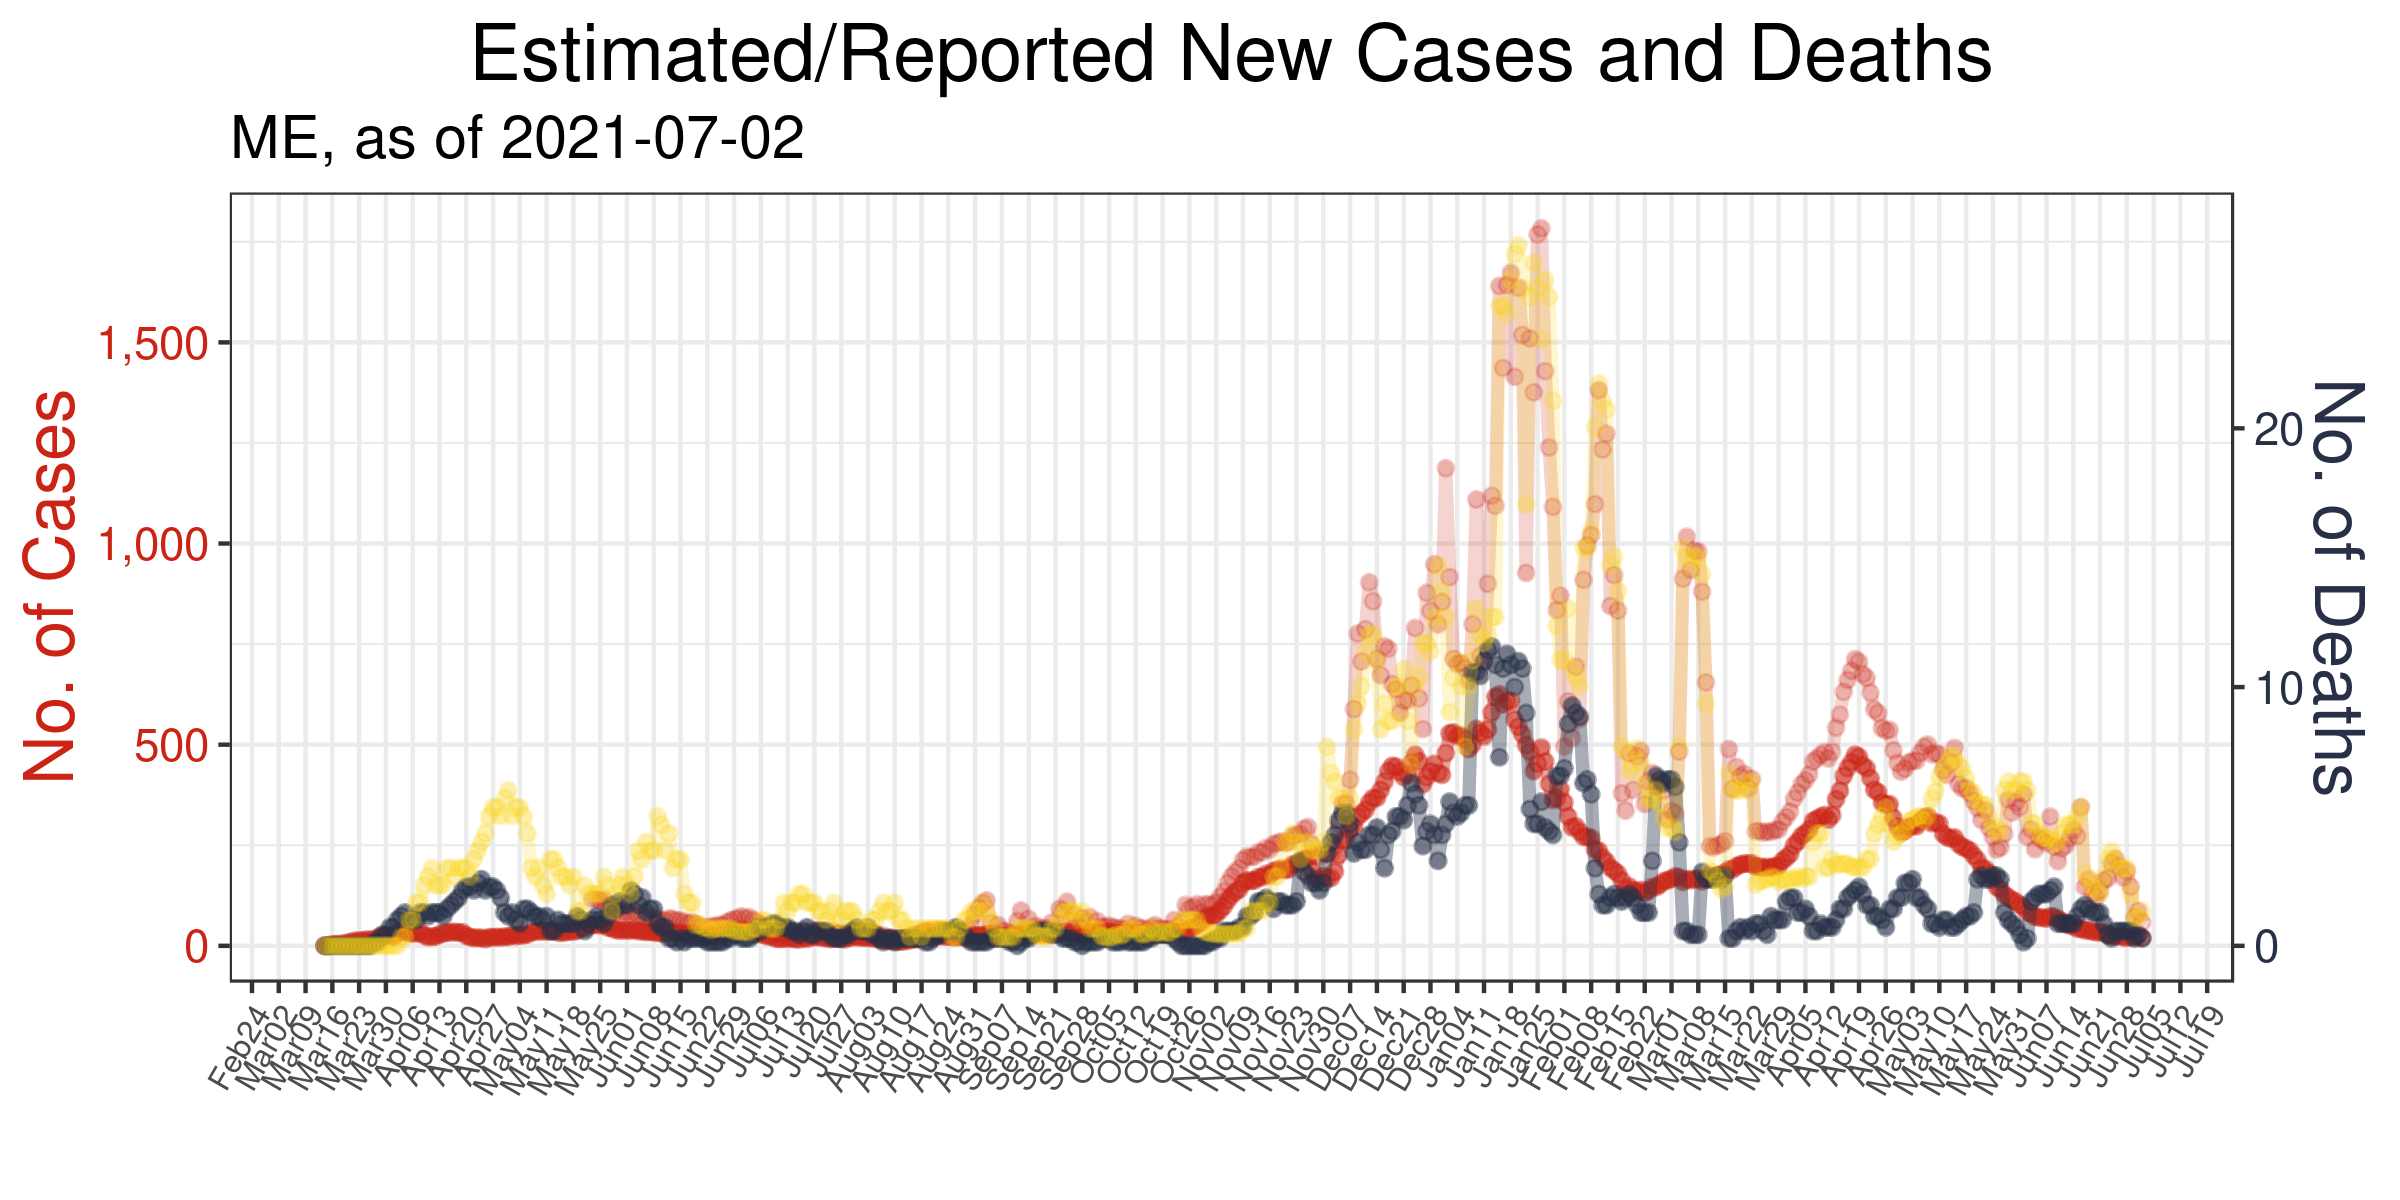 Estimated/Reported New Cases and Deaths
ME, as of 2021-07-02
No. of Cases
1,500
1,000
500
0
20
10
0
No. of Deaths
Feb24
Mar02
Mar09
Mar16
Mar23
Mar30
Apr06
Apr13
Apr20
Apr27
May04
May11
May18
May25
Jun01
Jun08
Jun15
Jun22
Jun29
Jul06
Jul13
Jul20
Jul27
Aug03
Aug10
Aug17
Aug24
Aug31
Sep07
Sep14
Sep21
Sep28
Oct05
Oct12
Oct19
Oct26
Nov02
Nov09
Nov16
Nov23
Nov30
Dec07
Dec14
Dec21
Dec28
Jan04
Jan11
Jan18
Jan25
Feb01
Feb08
Feb15
Feb22
Mar01
Mar08
Mar15
Mar22
Mar29
Apr05
Apr12
Apr19
Apr26
May03
May10
May17
May24
May31
Jun07
Jun14
Jun21
Jun28
Jul05
Jul12
Jul19